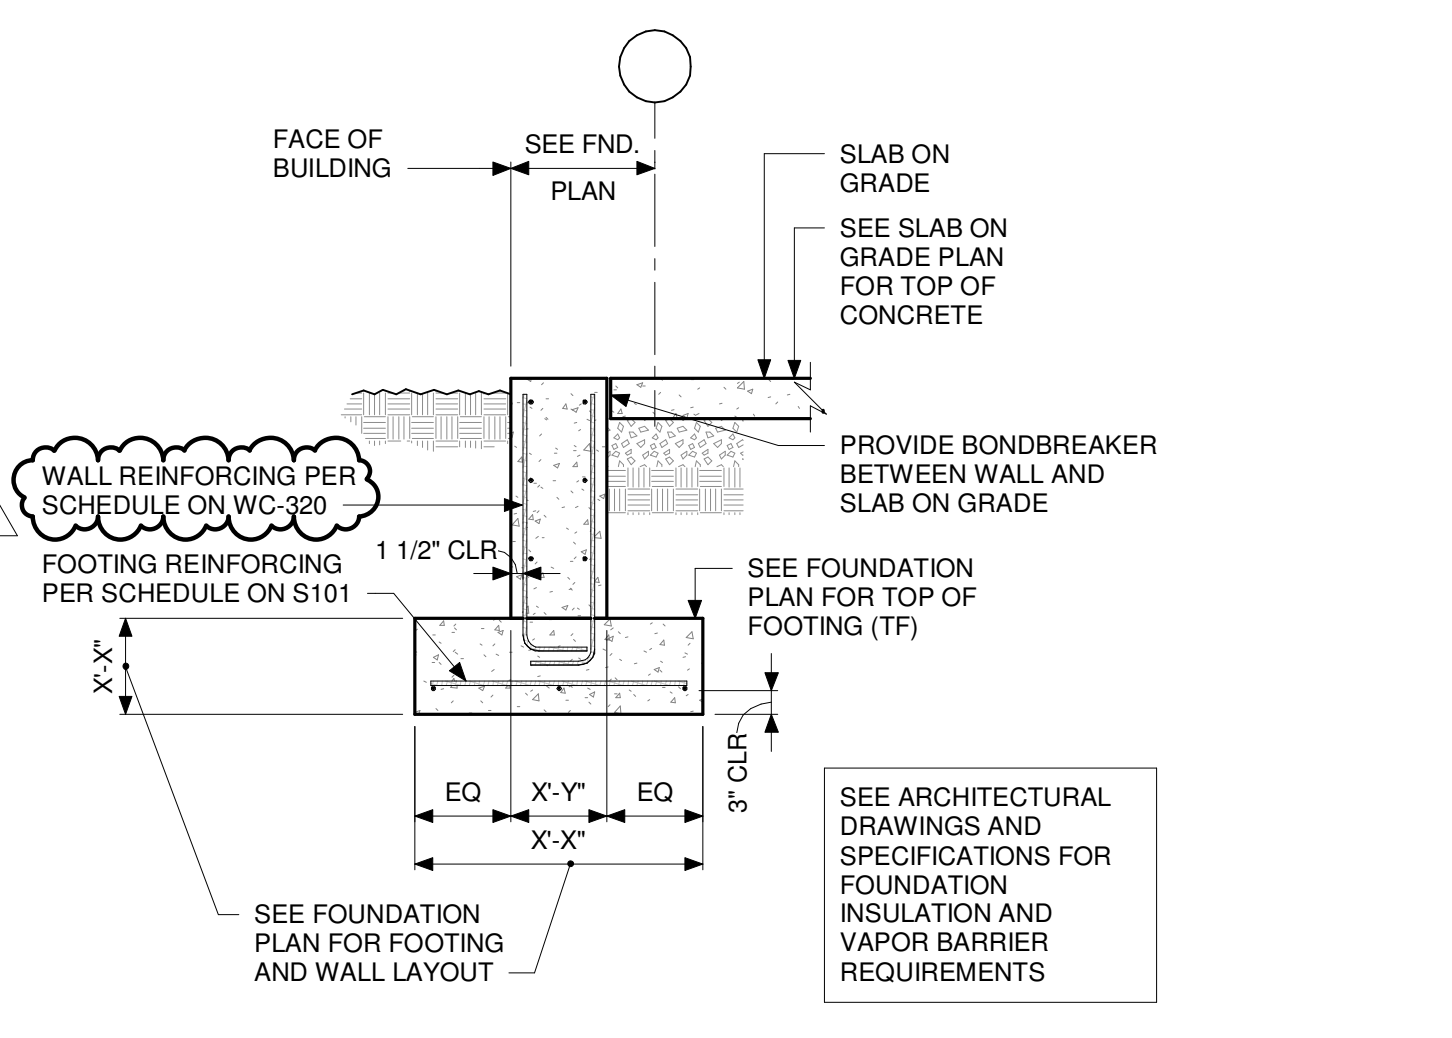 FACE OF
BUILDING
SEE FND.
PLAN
SLAB ON
GRADE
SEE SLAB ON
GRADE PLAN
FOR TOP OF
CONCRETE
WALL REINFORCING PER
SCHEDULE ON WC-320
PROVIDE BONDBREAKER
BETWEEN WALL AND
SLAB ON GRADE
1 1/2" CLR
FOOTING REINFORCING
PER SCHEDULE ON S101
SEE FOUNDATION
PLAN FOR TOP OF
FOOTING (TF)
X'-X"
3" CLR
EQ
X'-Y"
EQ
X'-X"
SEE FOUNDATION
PLAN FOR FOOTING
AND WALL LAYOUT
SEE ARCHITECTURAL
DRAWINGS AND
SPECIFICATIONS FOR
FOUNDATION
INSULATION AND
VAPOR BARRIER
REQUIREMENTS